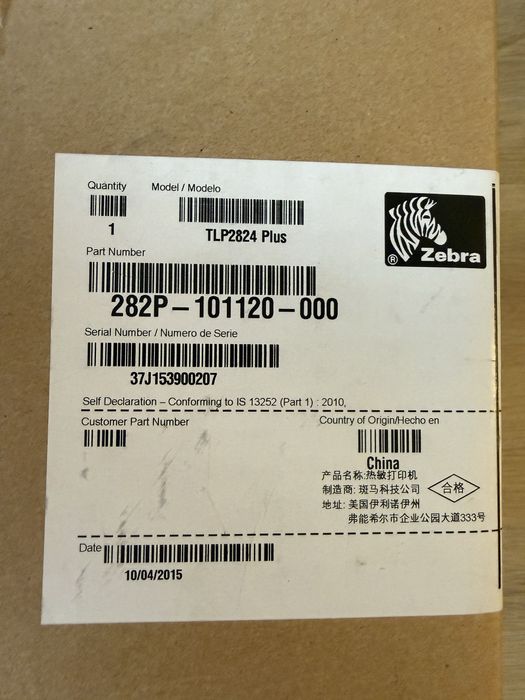 Quantity Model / Modelo
1 TLP2824 Plus
® Zebra
Part Number
282P-101120-000
Serial Number / Numero de Serie
37J153900207
Self Declaration – Conforming to IS 13252 (Part 1) : 2010,
Customer Part Number Country of Origin/Hecho en
China
产品名称:热敏打印机
制造商: 斑马科技公司 合格
地址: 美国伊利诺伊州
弗能希尔市企业公园大道333号
Date
10/04/2015